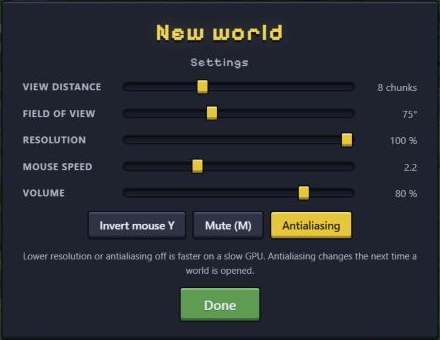 New world
Settings
VIEW DISTANCE 8 chunks
FIELD OF VIEW 75°
RESOLUTION 100 %
MOUSE SPEED 2.2
VOLUME 80 %
Invert mouse Y Mute (M) Antialiasing
Lower resolution or antialiasing off is faster on a slow GPU. Antialiasing changes the next time a
world is opened.
Done